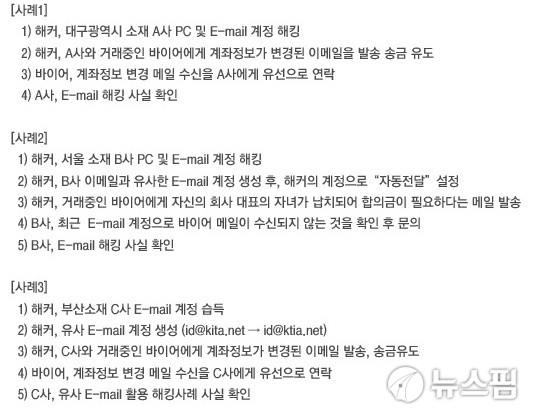 [사례1]
1) 해커, 대구광역시 소재 A사 PC 및 E-mail 계정 해킹
2) 해커, A사와 거래중인 바이어에게 계좌정보가 변경된 이메일을 발송 송금 유도
3) 바이어, 계좌정보 변경 메일 수신을 A사에게 유선으로 연락
4) A사, E-mail 해킹 사실 확인
[사례2]
1) 해커, 서울 소재 B사 PC 및 E-mail 계정 해킹
2) 해커, B사 이메일과 유사한 E-mail 계정 생성 후, 해커의 계정으로 “자동전달” 설정
3) 해커, 거래중인 바이어에게 자신의 회사 대표의 자녀가 납치되어 합의금이 필요하다는 메일 발송
4) B사, 최근 E-mail 계정으로 바이어 메일이 수신되지 않는 것을 확인 후 문의
5) B사, E-mail 해킹 사실 확인
[사례3]
1) 해커, 부산소재 C사 E-mail 계정 습득
2) 해커, 유사 E-mail 계정 생성 (id@kita.net → id@ktia.net)
3) 해커, C사와 거래중인 바이어에게 계좌정보가 변경된 이메일 발송, 송금유도
4) 바이어, 계좌정보 변경 메일 수신을 C사에게 유선으로 연락
5) C사, 유사 E-mail 활용 해킹사례 사실 확인
뉴스핌